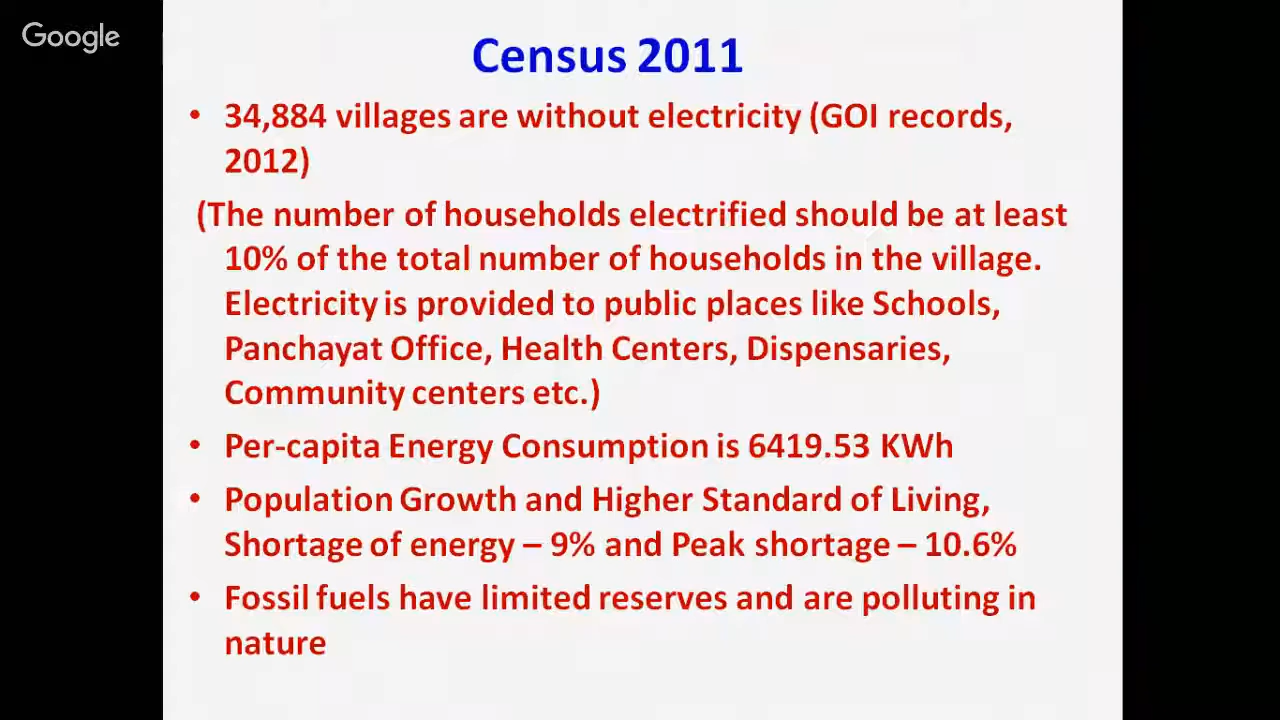 Google
Census 2011
• 34,884 villages are without electricity (GOI records,
2012)
(The number of households electrified should be at least
10% of the total number of households in the village.
Electricity is provided to public places like Schools,
Panchayat Office, Health Centers, Dispensaries,
Community centers etc.)
• Per-capita Energy Consumption is 6419.53 KWh
• Population Growth and Higher Standard of Living,
Shortage of energy – 9% and Peak shortage – 10.6%
• Fossil fuels have limited reserves and are polluting in
nature